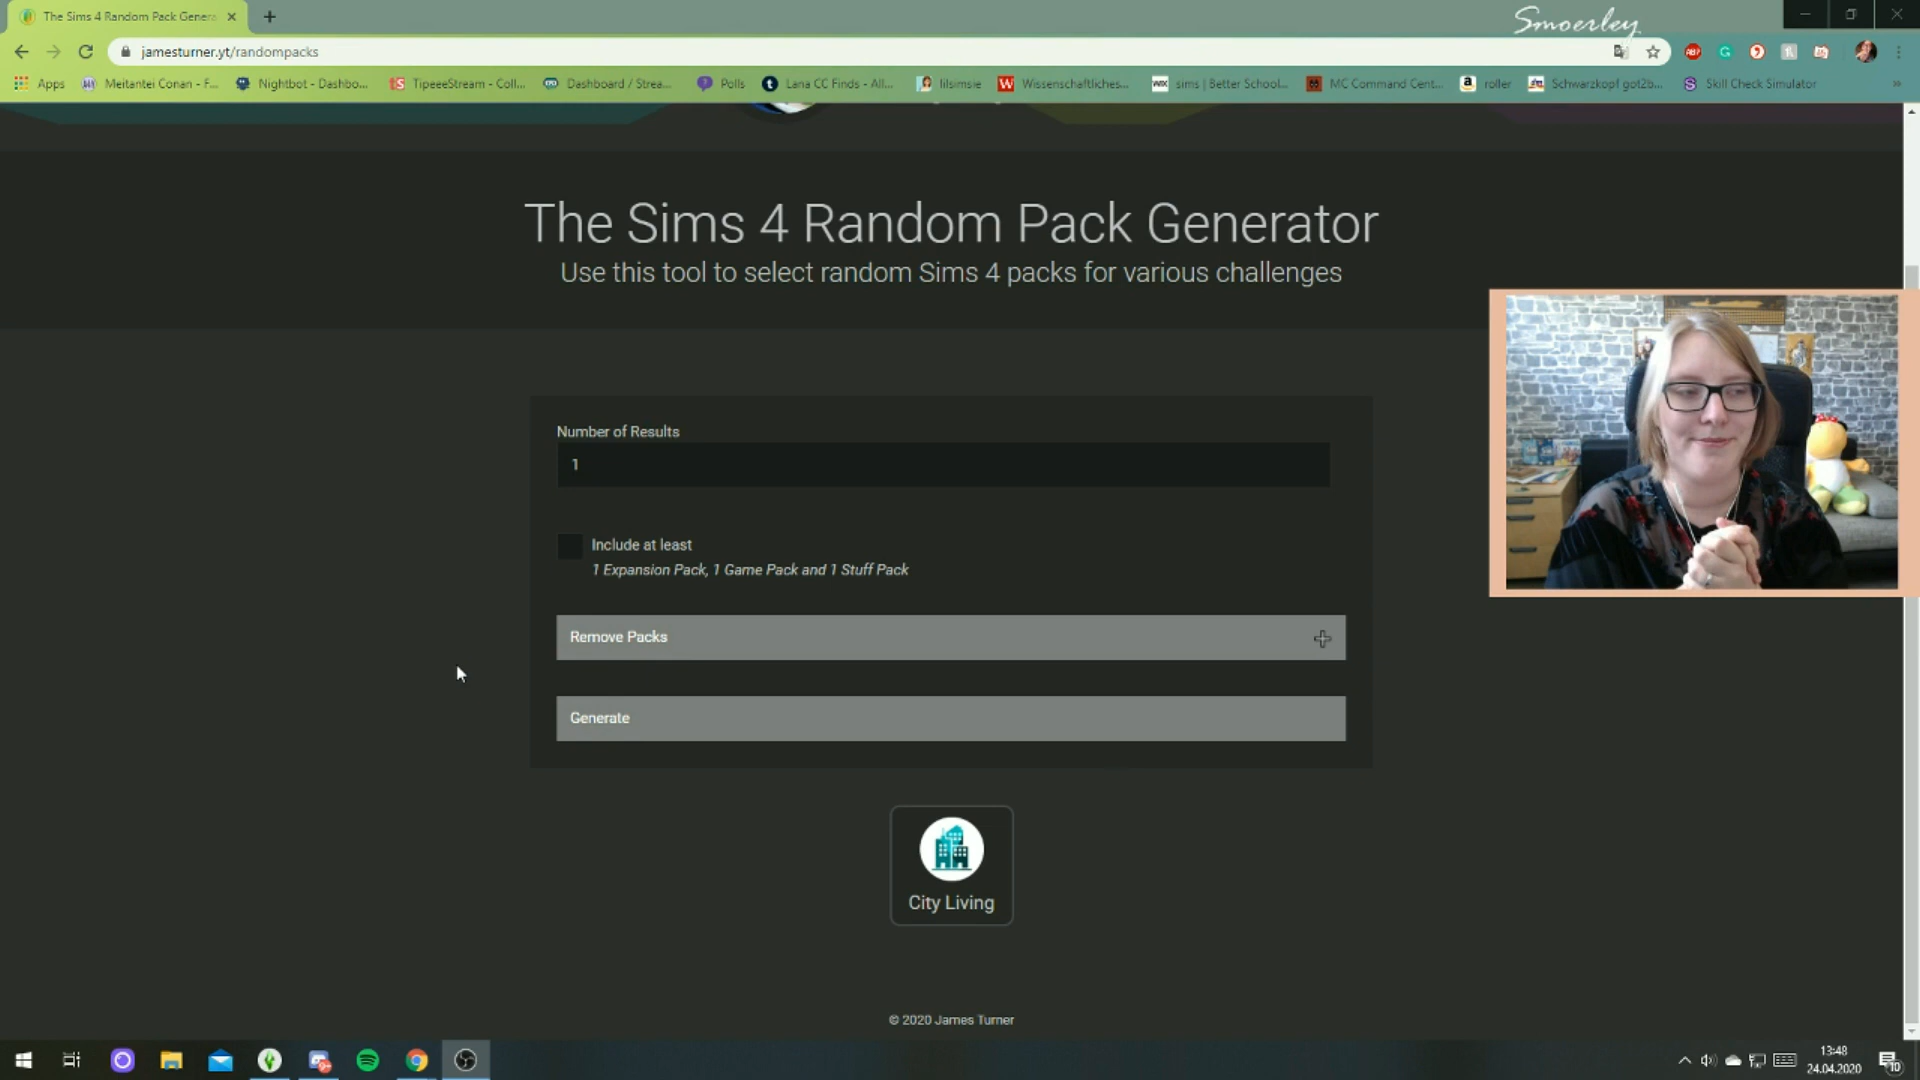 The Sims 4 Random Pack Genera
Smoerley
jamesturner.yt/randompacks
Apps
Meitantei Conan - F...
Nightbot - Dashbo...
TipeeeStream - Coll...
Dashboard / Strea...
Polls
Lana CC Finds - All...
lilsimsie
Wissenschaftliches...
sims | Better School...
MC Command Cent...
roller
Schwarzkopf got2b...
Skill Check Simulator
The Sims 4 Random Pack Generator
Use this tool to select random Sims 4 packs for various challenges
Number of Results
1
Include at least
1 Expansion Pack, 1 Game Pack and 1 Stuff Pack
Remove Packs
Generate
City Living
© 2020 James Turner
13:48
24.04.2020
10